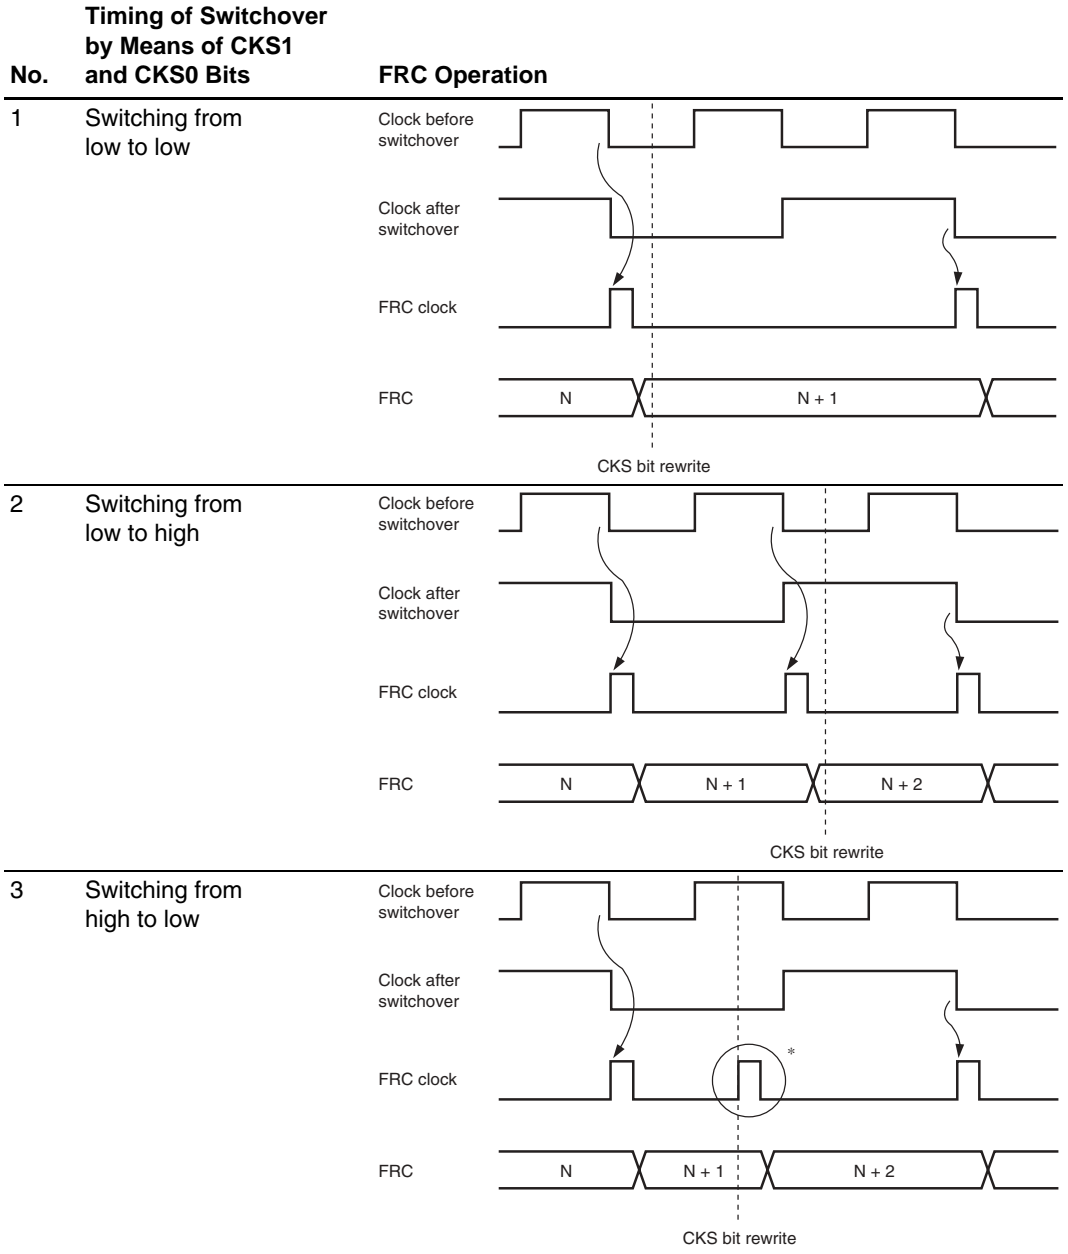 Timing of Switchover
by Means of CKS1
No. and CKS0 Bits FRC Operation
1 Switching from
low to low
Clock before
switchover
Clock after
switchover
FRC clock
FRC N N + 1
CKS bit rewrite
2 Switching from
low to high
Clock before
switchover
Clock after
switchover
FRC clock
FRC N N + 1 N + 2
CKS bit rewrite
3 Switching from
high to low
Clock before
switchover
Clock after
switchover
*
FRC clock
FRC N N + 1 N + 2
CKS bit rewrite